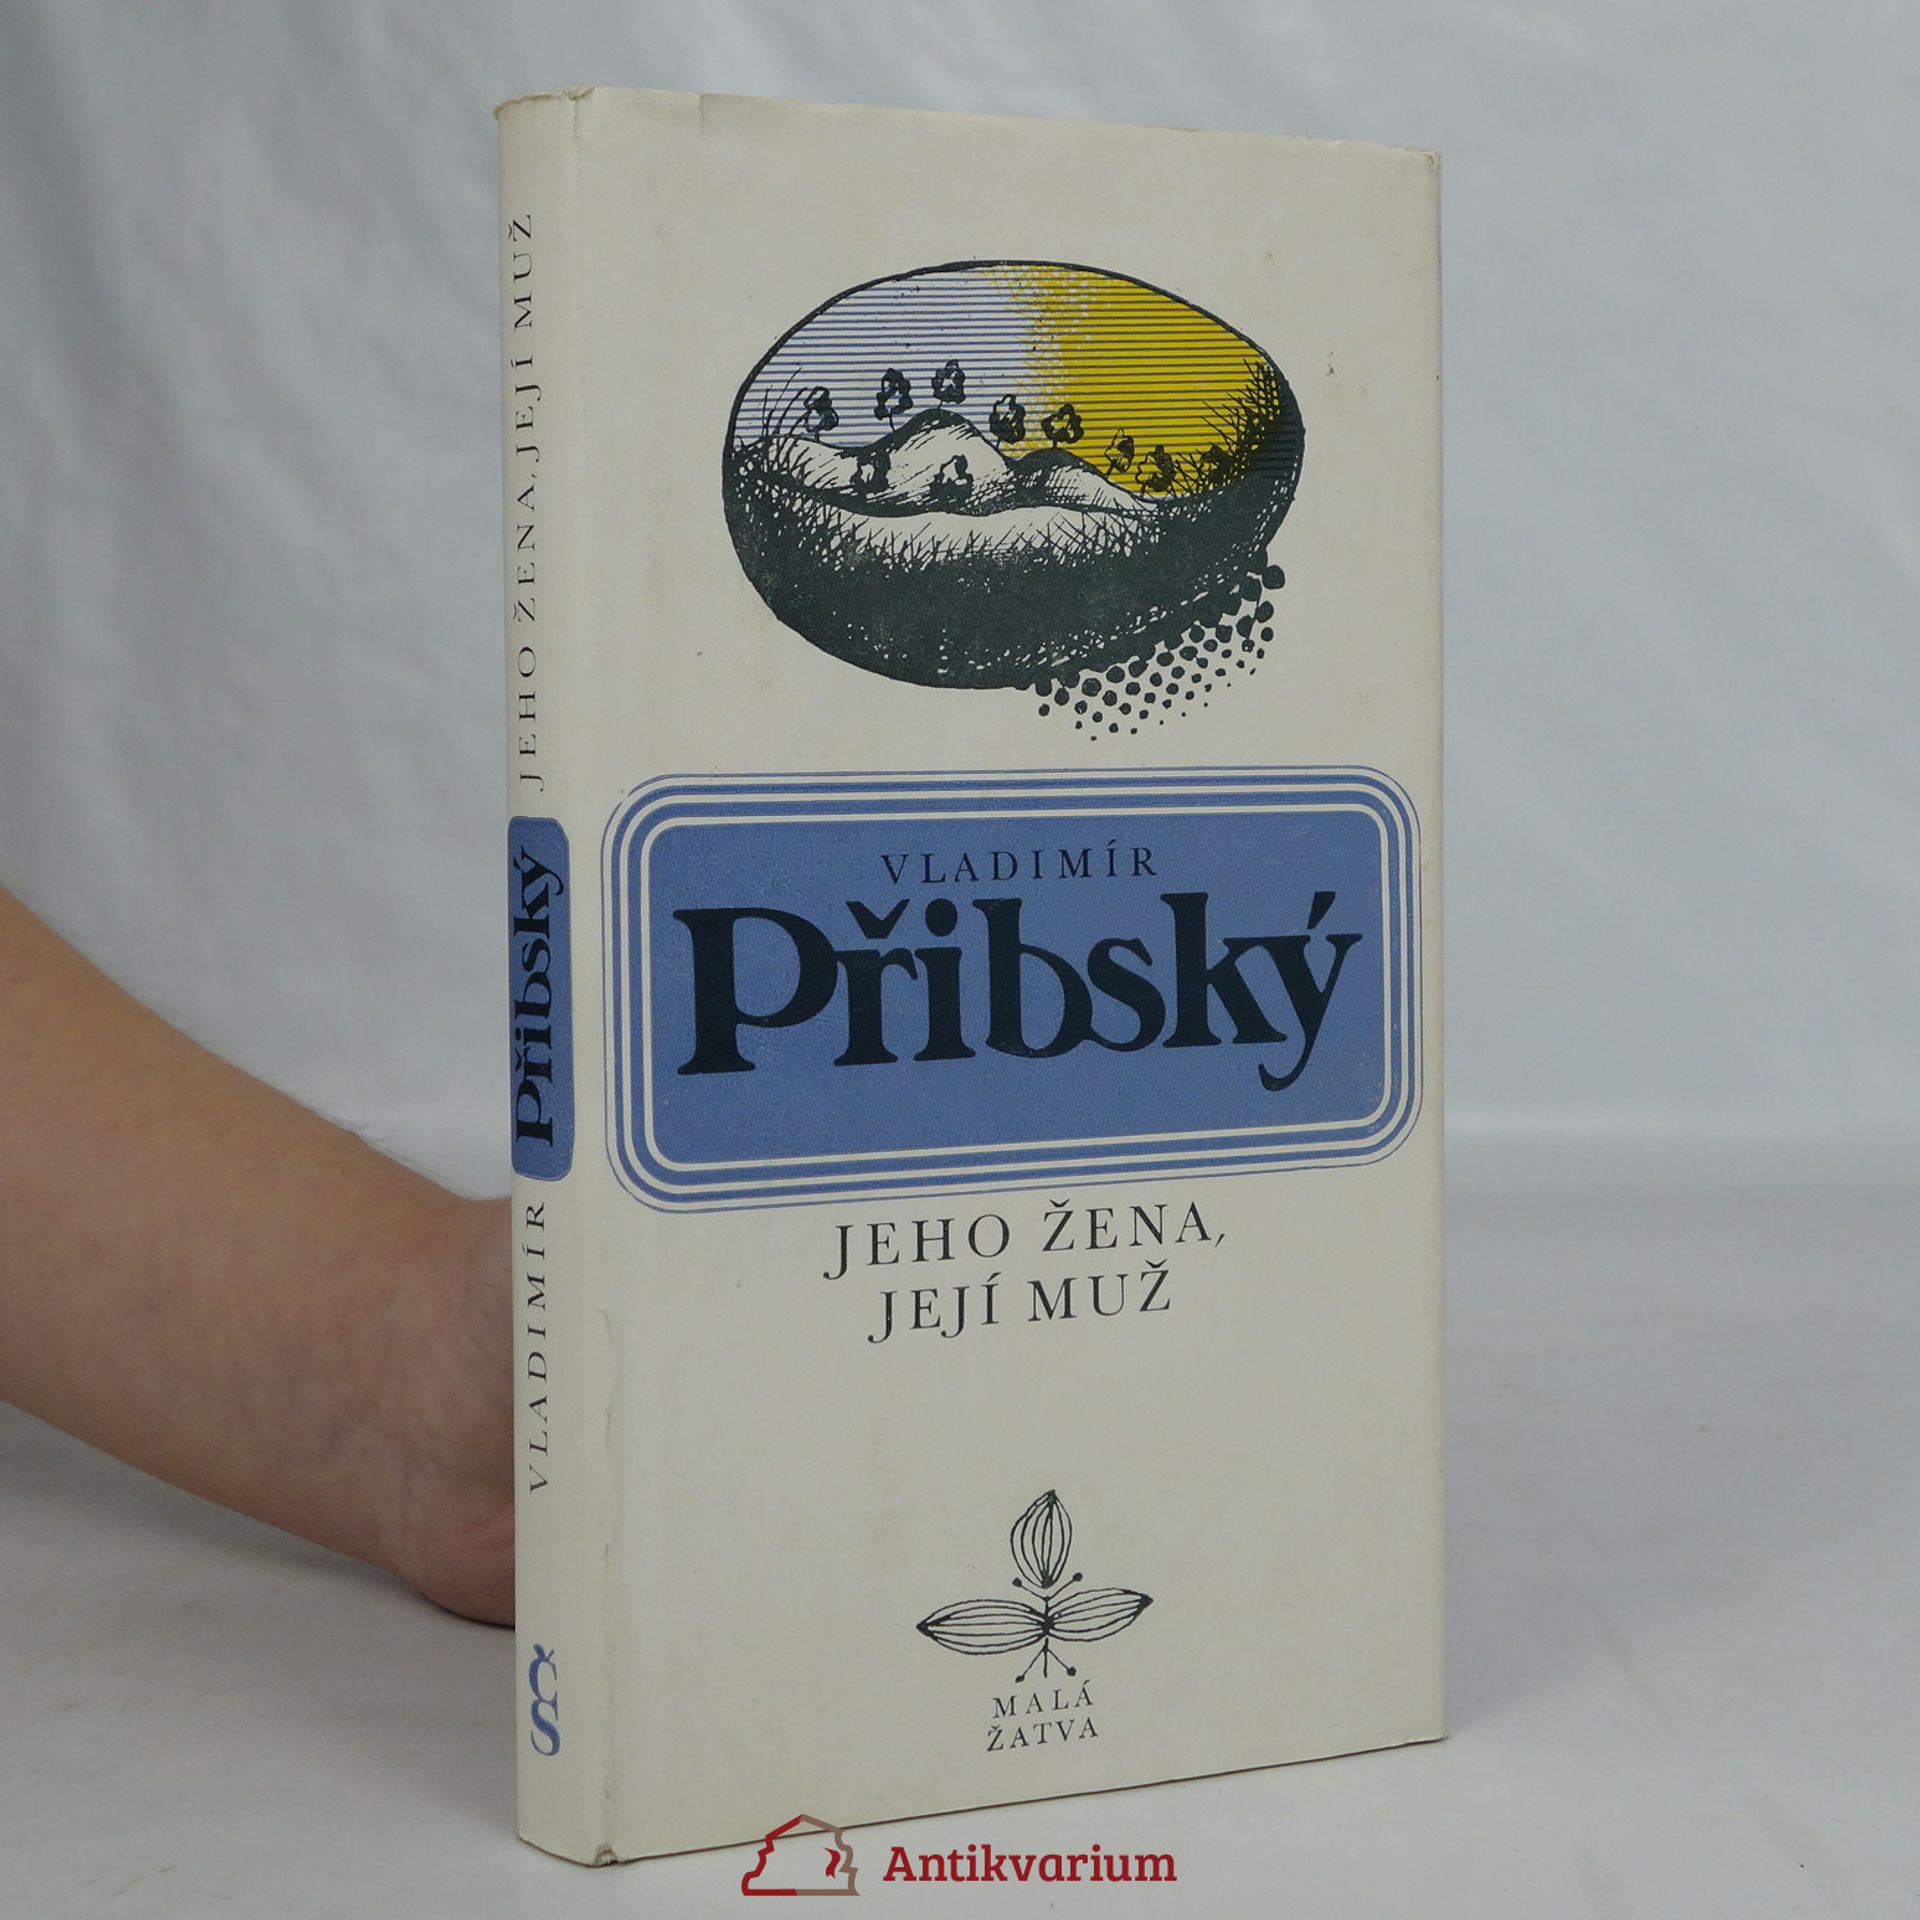 JEHO ŽENA, JEJÍ MUŽ
Přibský
VLADIMÍR
ČS
VLADIMÍR
Přibský
JEHO ŽENA,
JEJÍ MUŽ
MALÁ
ŽATVA
Antikvarium